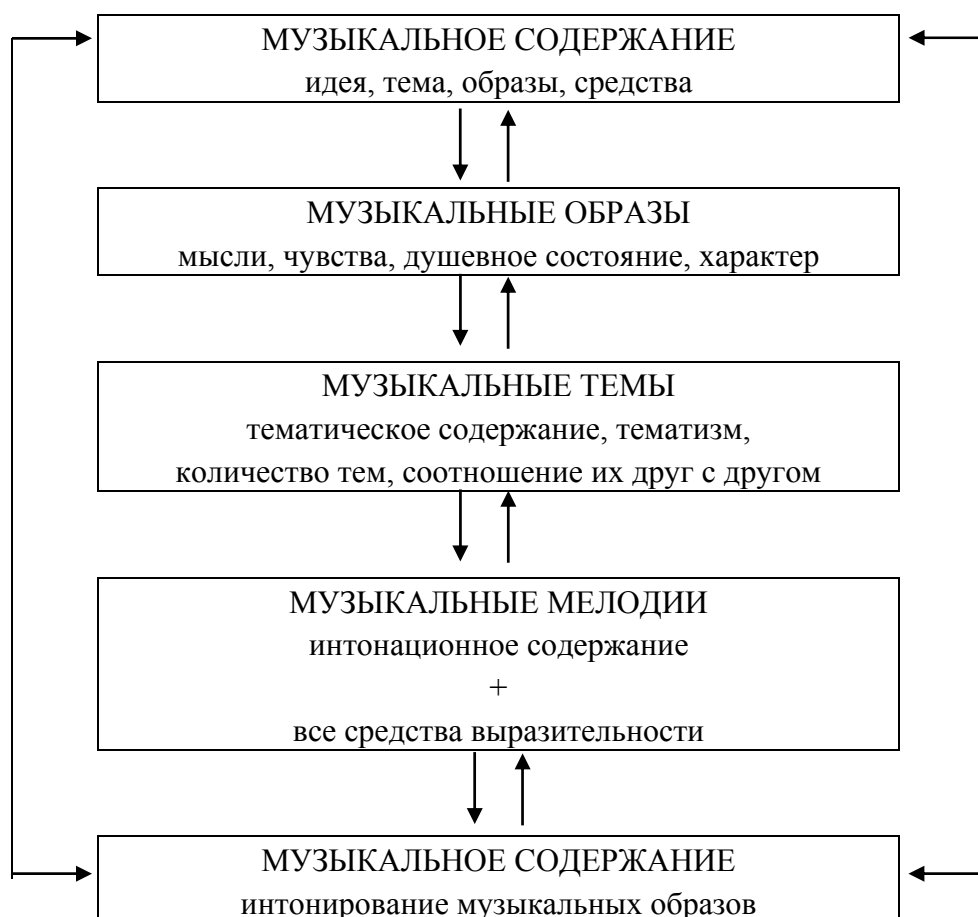 МУЗЫКАЛЬНОЕ СОДЕРЖАНИЕ
идея, тема, образы, средства
МУЗЫКАЛЬНЫЕ ОБРАЗЫ
мысли, чувства, душевное состояние, характер
МУЗЫКАЛЬНЫЕ ТЕМЫ
тематическое содержание, тематизм,
количество тем, соотношение их друг с другом
МУЗЫКАЛЬНЫЕ МЕЛОДИИ
интонационное содержание
+
все средства выразительности
МУЗЫКАЛЬНОЕ СОДЕРЖАНИЕ
интонирование музыкальных образов